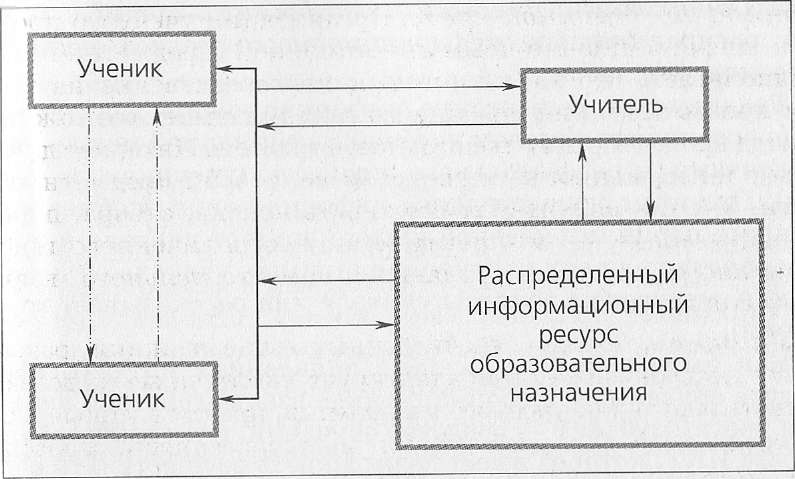 Ученик
Учитель
Распределенный
информационный
ресурс
образовательного
назначения
Ученик